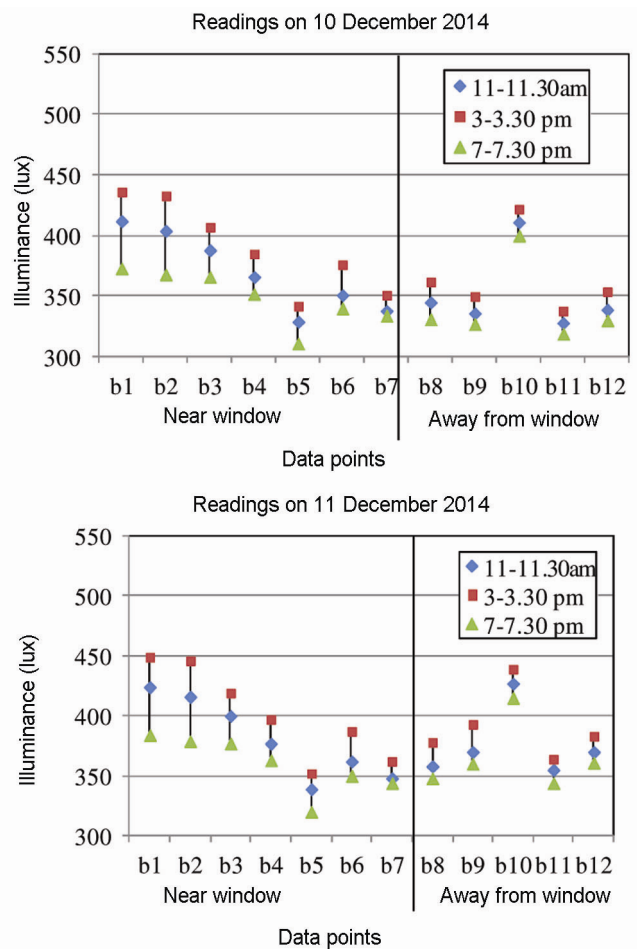 Readings on 10 December 2014
550
500
450
400
350
300
Illuminance (lux)
11-11.30am
3-3.30 pm
7-7.30 pm
b1 b2 b3 b4 b5 b6 b7 b8 b9 b10 b11 b12
Near window Away from window
Data points
Readings on 11 December 2014
550
500
450
400
350
300
Illuminance (lux)
11-11.30am
3-3.30 pm
7-7.30 pm
b1 b2 b3 b4 b5 b6 b7 b8 b9 b10 b11 b12
Near window Away from window
Data points